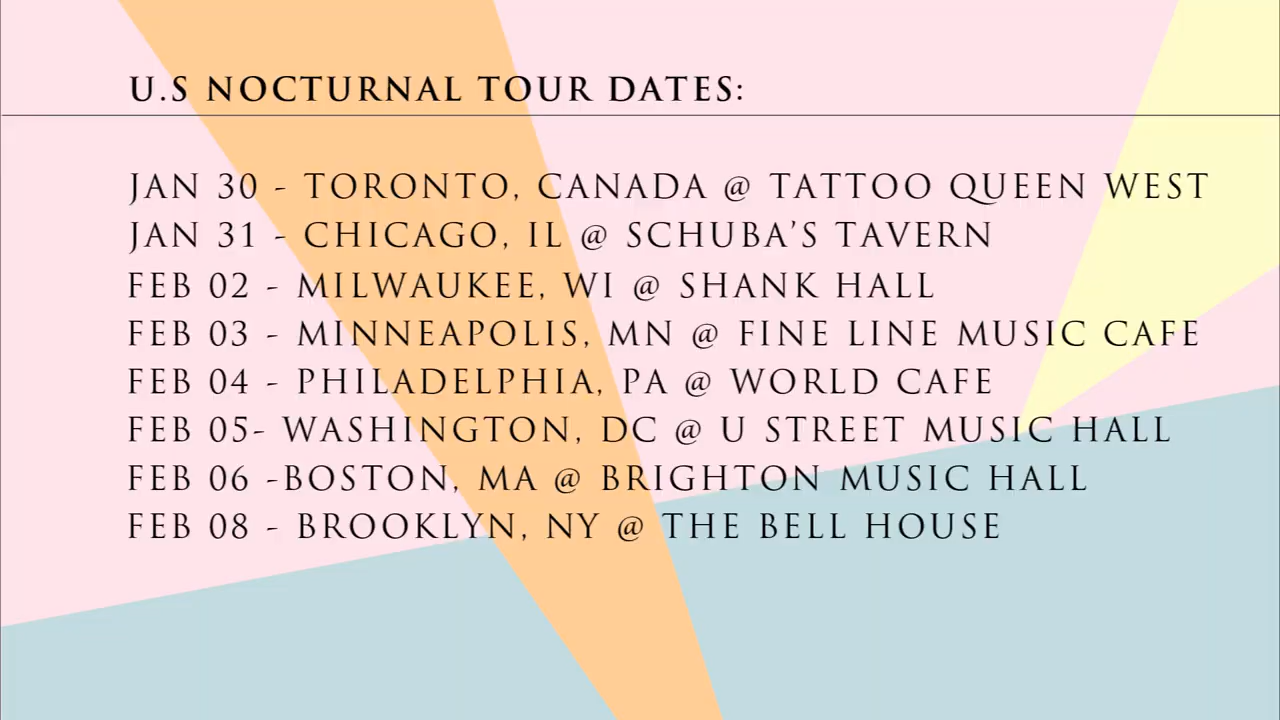 U.S NOCTURNAL TOUR DATES:
JAN 30 - TORONTO, CANADA @ TATTOO QUEEN WEST
JAN 31 - CHICAGO, IL @ SCHUBA’S TAVERN
FEB 02 - MILWAUKEE, WI @ SHANK HALL
FEB 03 - MINNEAPOLIS, MN @ FINE LINE MUSIC CAFE
FEB 04 - PHILADELPHIA, PA @ WORLD CAFE
FEB 05- WASHINGTON, DC @ U STREET MUSIC HALL
FEB 06 -BOSTON, MA @ BRIGHTON MUSIC HALL
FEB 08 - BROOKLYN, NY @ THE BELL HOUSE